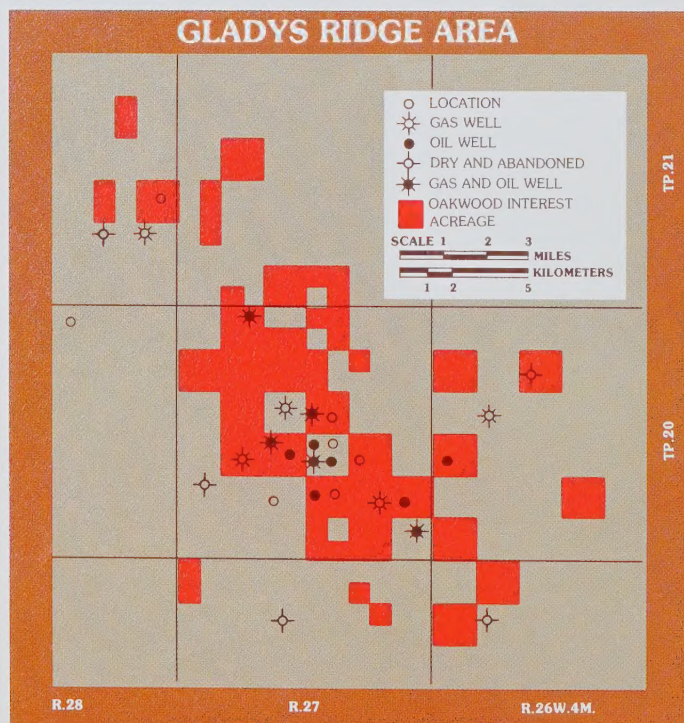 GLADYS RIDGE AREA
LOCATION
GAS WELL
OIL WELL
DRY AND ABANDONED
GAS AND OIL WELL
OAKWOOD INTEREST
ACREAGE
SCALE 1 2 3
MILES
KILOMETERS
1 2 5
TP.21
TP.20
R.28 R.27 R.26W.4M.